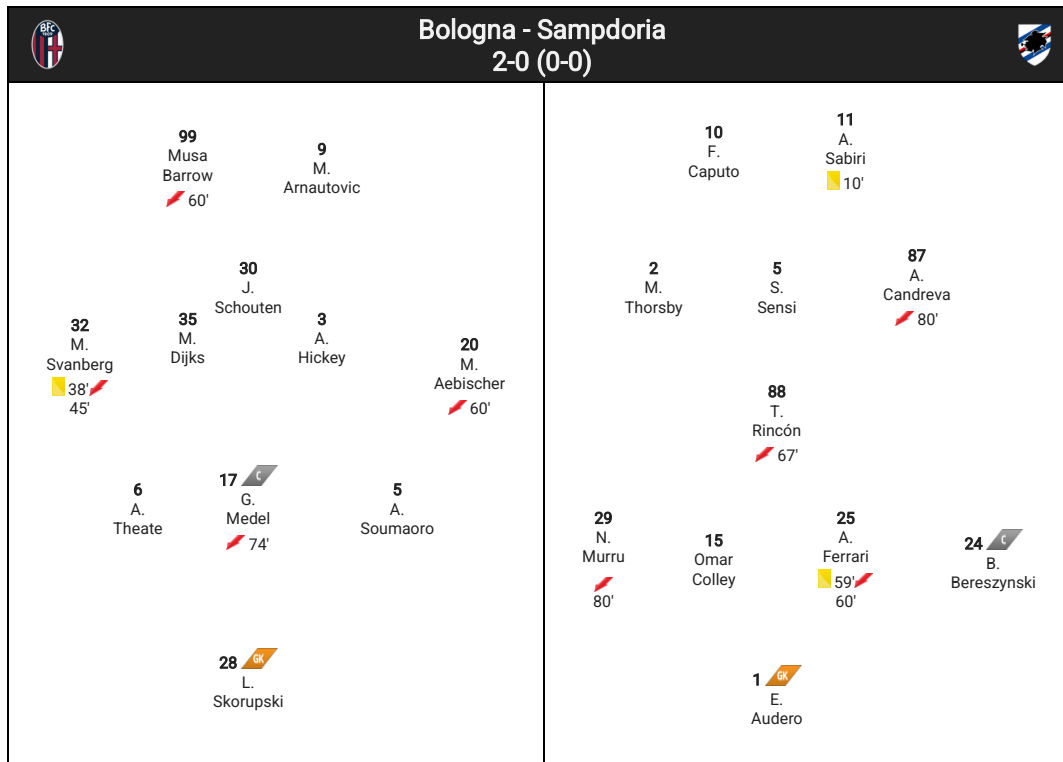 Bologna - Sampdoria
2-0 (0-0)
BFC
1909
99
Musa
Barrow
60'
9
M.
Arnautovic
30
J.
Schouten
32
M.
Svanberg
38'
45'
35
M.
Dijks
3
A.
Hickey
20
M.
Aebischer
60'
6
A.
Theate
17 C
G.
Medel
74'
5
A.
Soumaoro
28 GK
L.
Skorupski
10
F.
Caputo
11
A.
Sabiri
10'
2
M.
Thorsby
5
S.
Sensi
87
A.
Candreva
80'
88
T.
Rincón
67'
29
N.
Murru
80'
15
Omar
Colley
25
A.
Ferrari
59'
60'
24 C
B.
Bereszynski
1 GK
E.
Audero